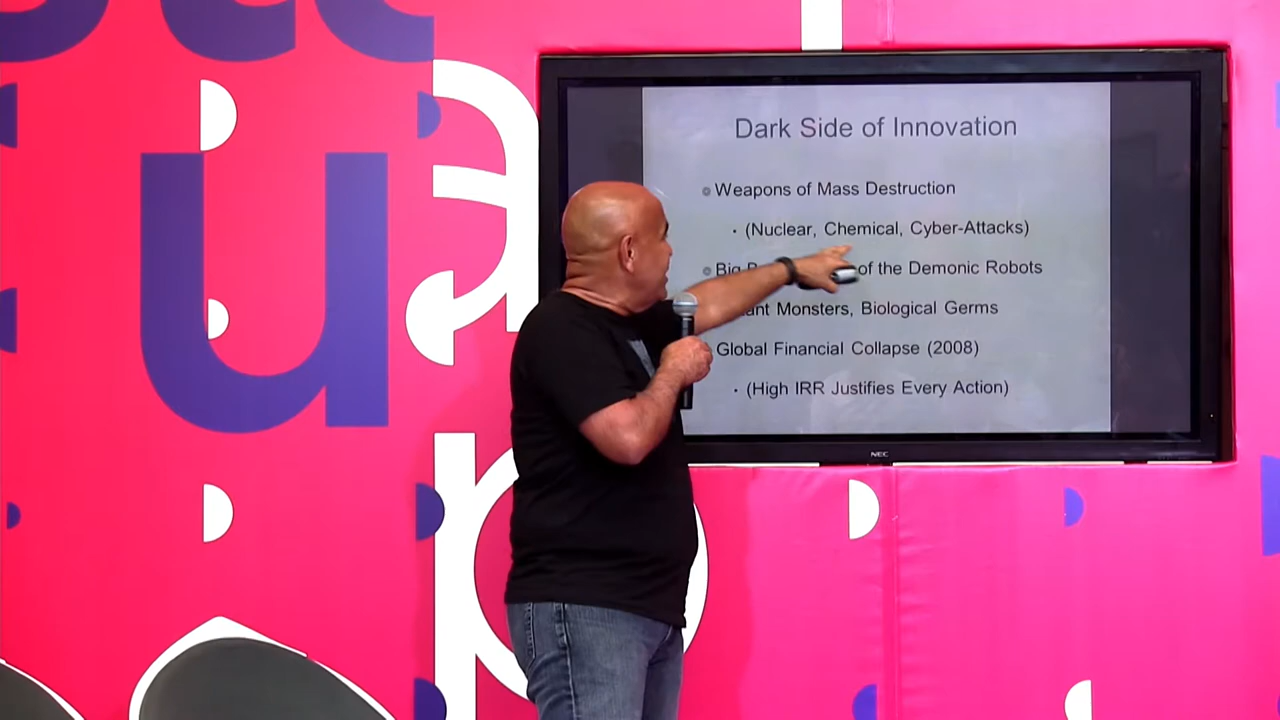 Dark Side of Innovation
Weapons of Mass Destruction
(Nuclear, Chemical, Cyber-Attacks)
Big of the Demonic Robots
Monsters, Biological Germs
Global Financial Collapse (2008)
(High IRR Justifies Every Action)
NEC
u
p